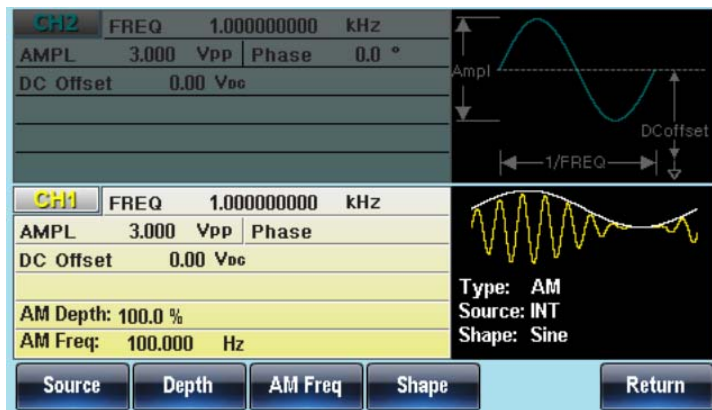 CH2 FREQ 1.000000000 kHz
AMPL 3.000 Vpp Phase 0.0 °
DC Offset 0.00 VDC
Ampl
DCoffset
1/FREQ
CH1 FREQ 1.000000000 kHz
AMPL 3.000 Vpp Phase
DC Offset 0.00 VDC
AM Depth: 100.0 %
AM Freq: 100.000 Hz
Type: AM
Source: INT
Shape: Sine
Source Depth AM Freq Shape Return